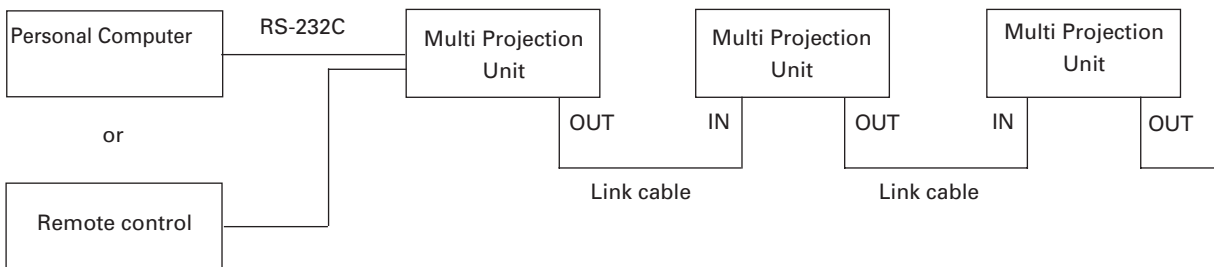 Personal Computer
RS-232C
Multi Projection
Unit
Multi Projection
Unit
Multi Projection
Unit
OUT
IN
OUT
IN
OUT
or
Link cable
Link cable
Remote control